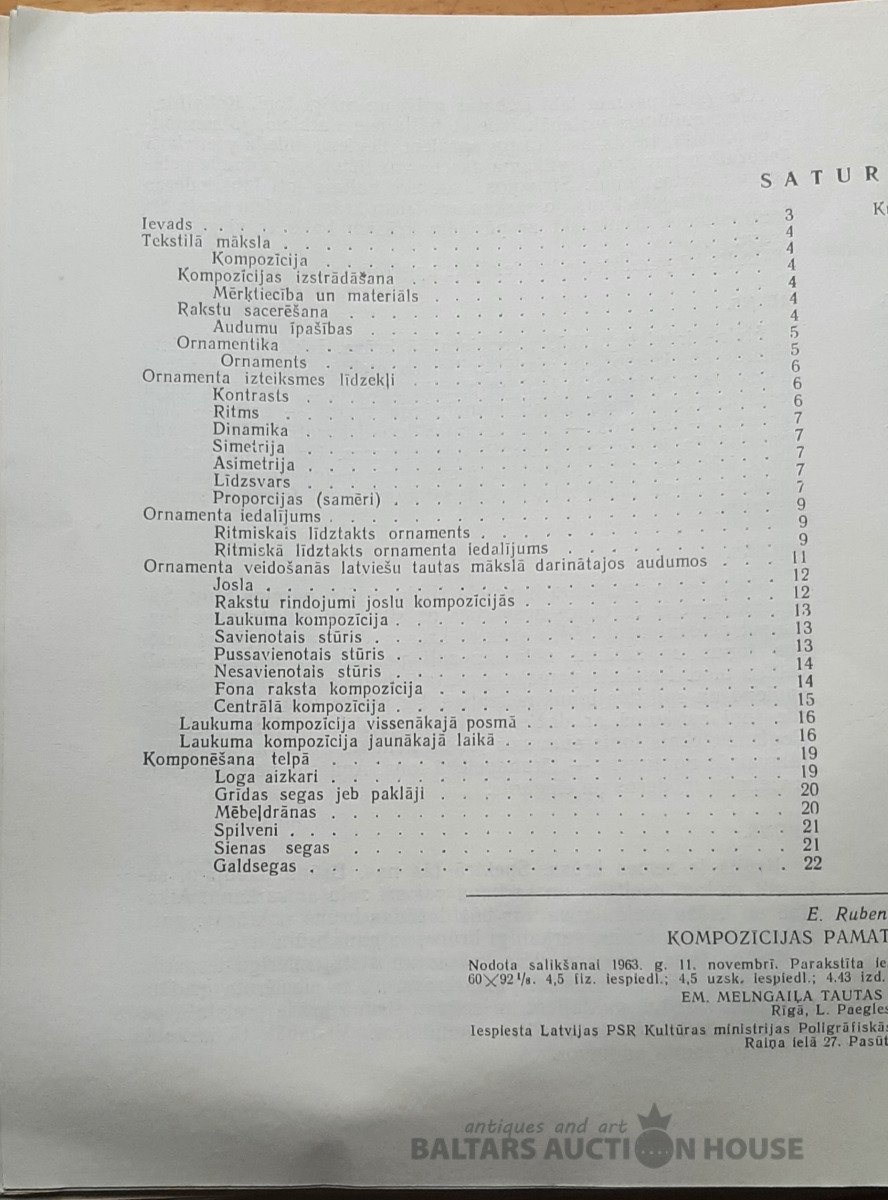 SATUR
Ievads . . . . . . . . . . 3
Tekstilā māksla . . . . . . . . . . 4
Kompozīcija . . . . . . . . . . 4
Kompozīcijas izstrādāšana . . . . . . . . . . 4
Mērķtiecība un materiāls . . . . . . . . . . 4
Rakstu sacerēšana . . . . . . . . . . 4
Audumu īpašības . . . . . . . . . . 4
Ornamentika . . . . . . . . . . 5
Ornaments . . . . . . . . . . 5
Ornamenta izteiksmes līdzekļi . . . . . . . . . . 6
Kontrasts . . . . . . . . . . 6
Ritms . . . . . . . . . . 6
Dinamika . . . . . . . . . . 7
Simetrija . . . . . . . . . . 7
Asimetrija . . . . . . . . . . 7
Līdzsvars . . . . . . . . . . 7
Proporcijas (samēri) . . . . . . . . . . 7
Ornamenta iedalījums . . . . . . . . . . 9
Ritmiskais līdztakts ornaments . . . . . . . . . . 9
Ritmiskā līdztakts ornamenta iedalījums . . . . . . . . 9
Ornamenta veidošanās latviešu tautas mākslā darinātajos audumos . . . 11
Josla . . . . . . . . . . 12
Rakstu rindojumi joslu kompozīcijās . . . . . . . . . . 12
Laukuma kompozīcija . . . . . . . . . . 13
Savienotais stūris . . . . . . . . . . 13
Pussavienotais stūris . . . . . . . . . . 13
Nesavienotais stūris . . . . . . . . . . 14
Fona raksta kompozīcija . . . . . . . . . . 14
Centrālā kompozīcija . . . . . . . . . . 15
Laukuma kompozīcija vissenākajā posmā . . . . . . . . . . 16
Laukuma kompozīcija jaunākajā laikā . . . . . . . . . . 16
Komponēšana telpā . . . . . . . . . . 19
Loga aizkari . . . . . . . . . . 19
Grīdas segas jeb paklāji . . . . . . . . . . 20
Mēbeļdrānas . . . . . . . . . . 20
Spilveni . . . . . . . . . . 21
Sienas segas . . . . . . . . . . 21
Galdsegas . . . . . . . . . . 22
E. Ruben
KOMPOZĪCIJAS PAMAT
Nodota salikšanai 1963. g. 11. novembrī. Parakstīta ie
60×92 1/8. 4,5 fiz. iespiedl.; 4,5 uzsk. iespiedl.; 4.43 izd.
EM. MELNGAIĻA TAUTAS
Rīgā, L. Paegles
Iespiesta Latvijas PSR Kultūras ministrijas Poligrāfiskās
Raiņa ielā 27. Pasūt
antiques and art
BALTARS AUCTION HOUSE